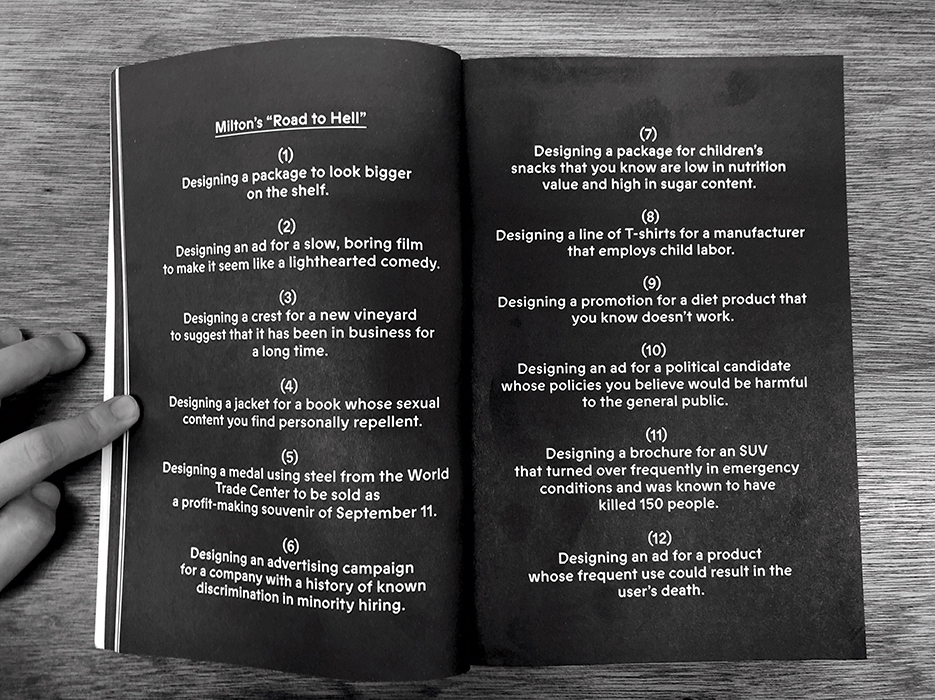 Milton's "Road to Hell"
(1)
Designing a package to look bigger
on the shelf.
(2)
Designing an ad for a slow, boring film
to make it seem like a lighthearted comedy.
(3)
Designing a crest for a new vineyard
to suggest that it has been in business for
a long time.
(4)
Designing a jacket for a book whose sexual
content you find personally repellent.
(5)
Designing a medal using steel from the World
Trade Center to be sold as
a profit-making souvenir of September 11.
(6)
Designing an advertising campaign
for a company with a history of known
discrimination in minority hiring.
(7)
Designing a package for children's
snacks that you know are low in nutrition
value and high in sugar content.
(8)
Designing a line of T-shirts for a manufacturer
that employs child labor.
(9)
Designing a promotion for a diet product that
you know doesn't work.
(10)
Designing an ad for a political candidate
whose policies you believe would be harmful
to the general public.
(11)
Designing a brochure for an SUV
that turned over frequently in emergency
conditions and was known to have
killed 150 people.
(12)
Designing an ad for a product
whose frequent use could result in the
user's death.